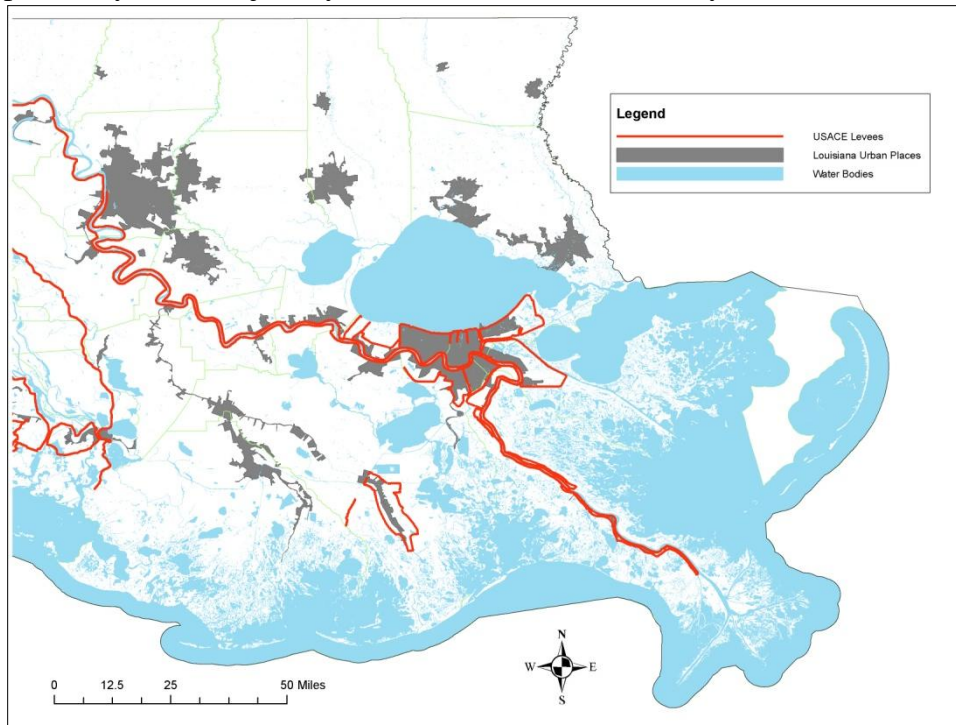 Legend
USACE Levees
Louisiana Urban Places
Water Bodies
N
W E
S
0 12.5 25 50 Miles